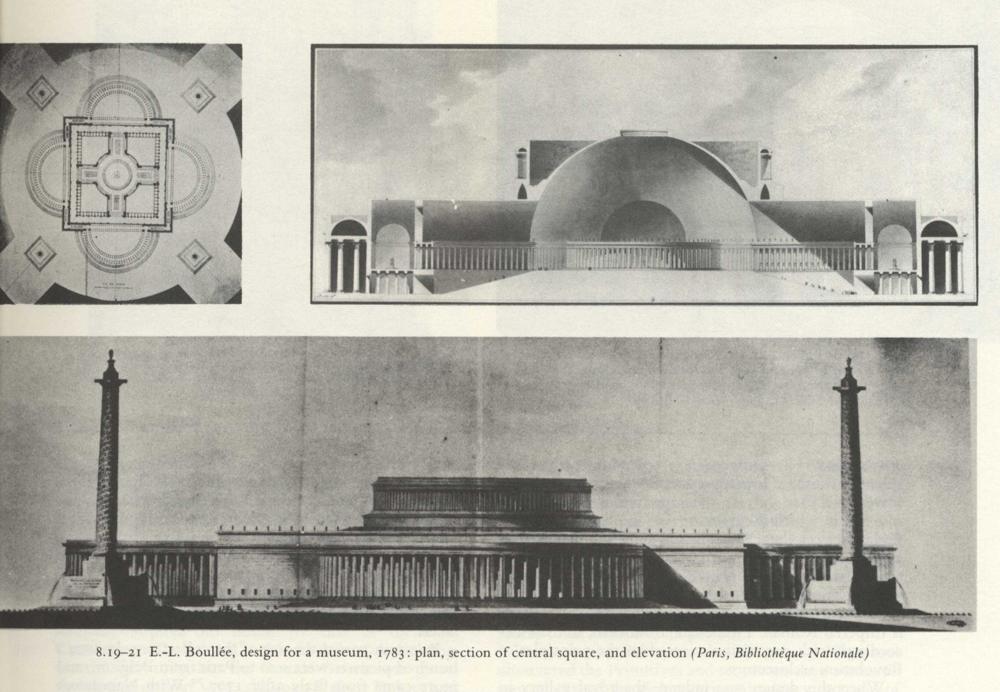 8.19–21 E.-L. Boullée, design for a museum, 1783: plan, section of central square, and elevation (Paris, Bibliothèque Nationale)